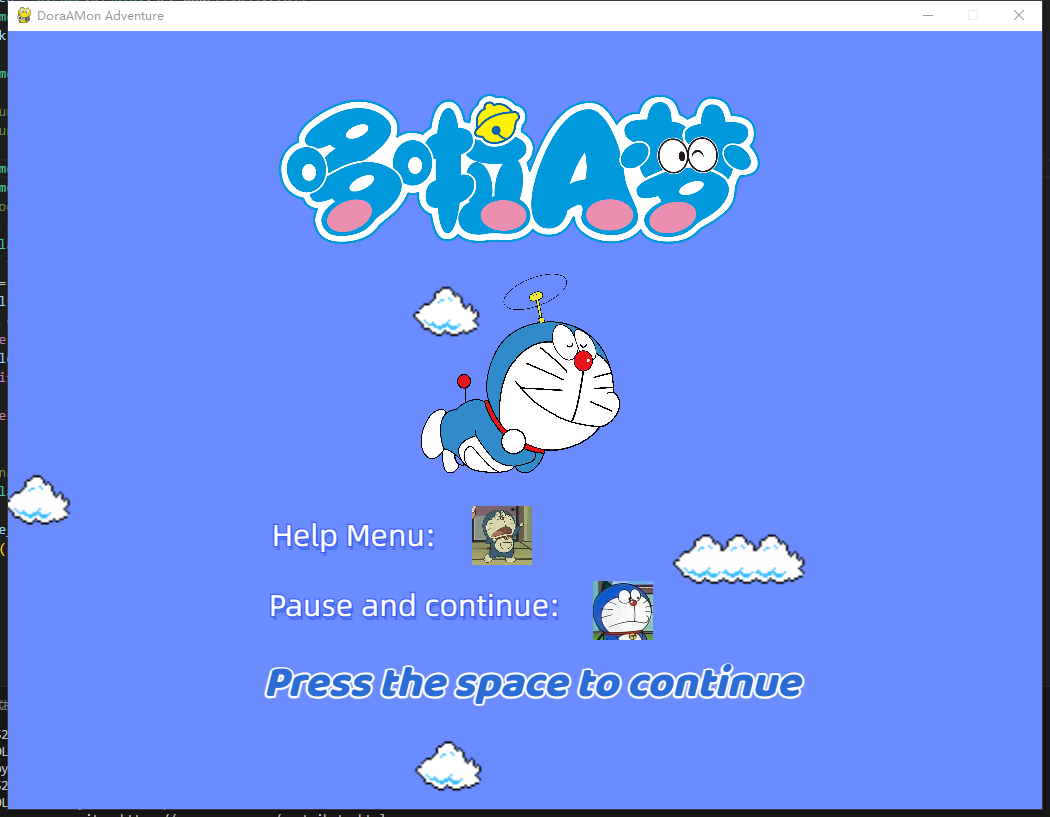 DoraAMon Adventure
哆啦A梦
Help Menu:
Pause and continue:
Press the space to continue